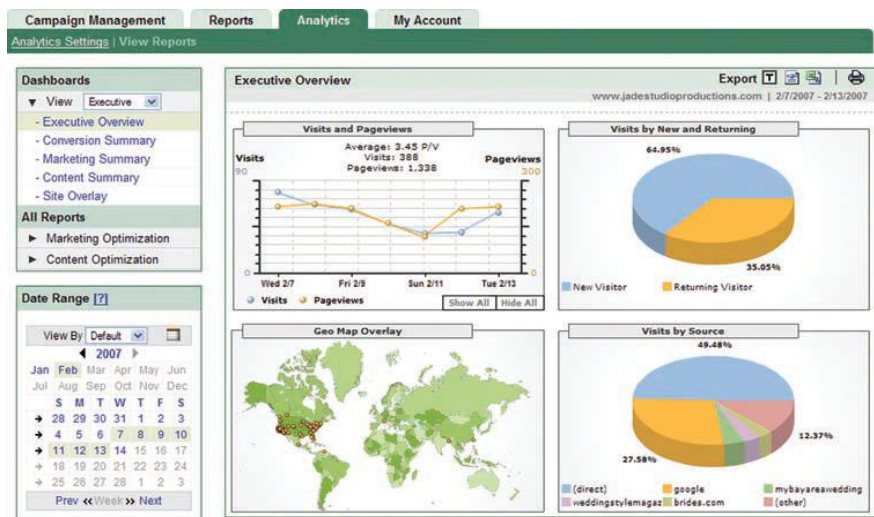 Campaign Management Reports Analytics My Account
Analytics Settings | View Reports
Dashboards
▼ View Executive
- Executive Overview
- Conversion Summary
- Marketing Summary
- Content Summary
- Site Overlay
All Reports
► Marketing Optimization
► Content Optimization
Date Range [?]
View By Default
2007
Jan Feb Mar Apr May Jun
Jul Aug Sep Oct Nov Dec
S M T W T F S
28 29 30 31 1 2 3
4 5 6 7 8 9 10
11 12 13 14 15 16 17
18 19 20 21 22 23 24
25 26 27 28 1 2 3
Prev « Week » Next
Executive Overview
Export T
www.jadestudioproductions.com | 2/7/2007 - 2/13/2007
Visits and Pageviews
Average: 3.45 P/V
Visits: 388
Pageviews: 1,338
Visits Pageviews
90 300
0 0
Wed 2/7 Fri 2/9 Sun 2/11 Tue 2/13
Visits Pageviews
Show All Hide All
Visits by New and Returning
64.95%
35.05%
New Visitor Returning Visitor
Geo Map Overlay
Visits by Source
49.48%
27.58%
12.37%
(direct) google mybayareawedding
weddingstylemagaz brides.com (other)